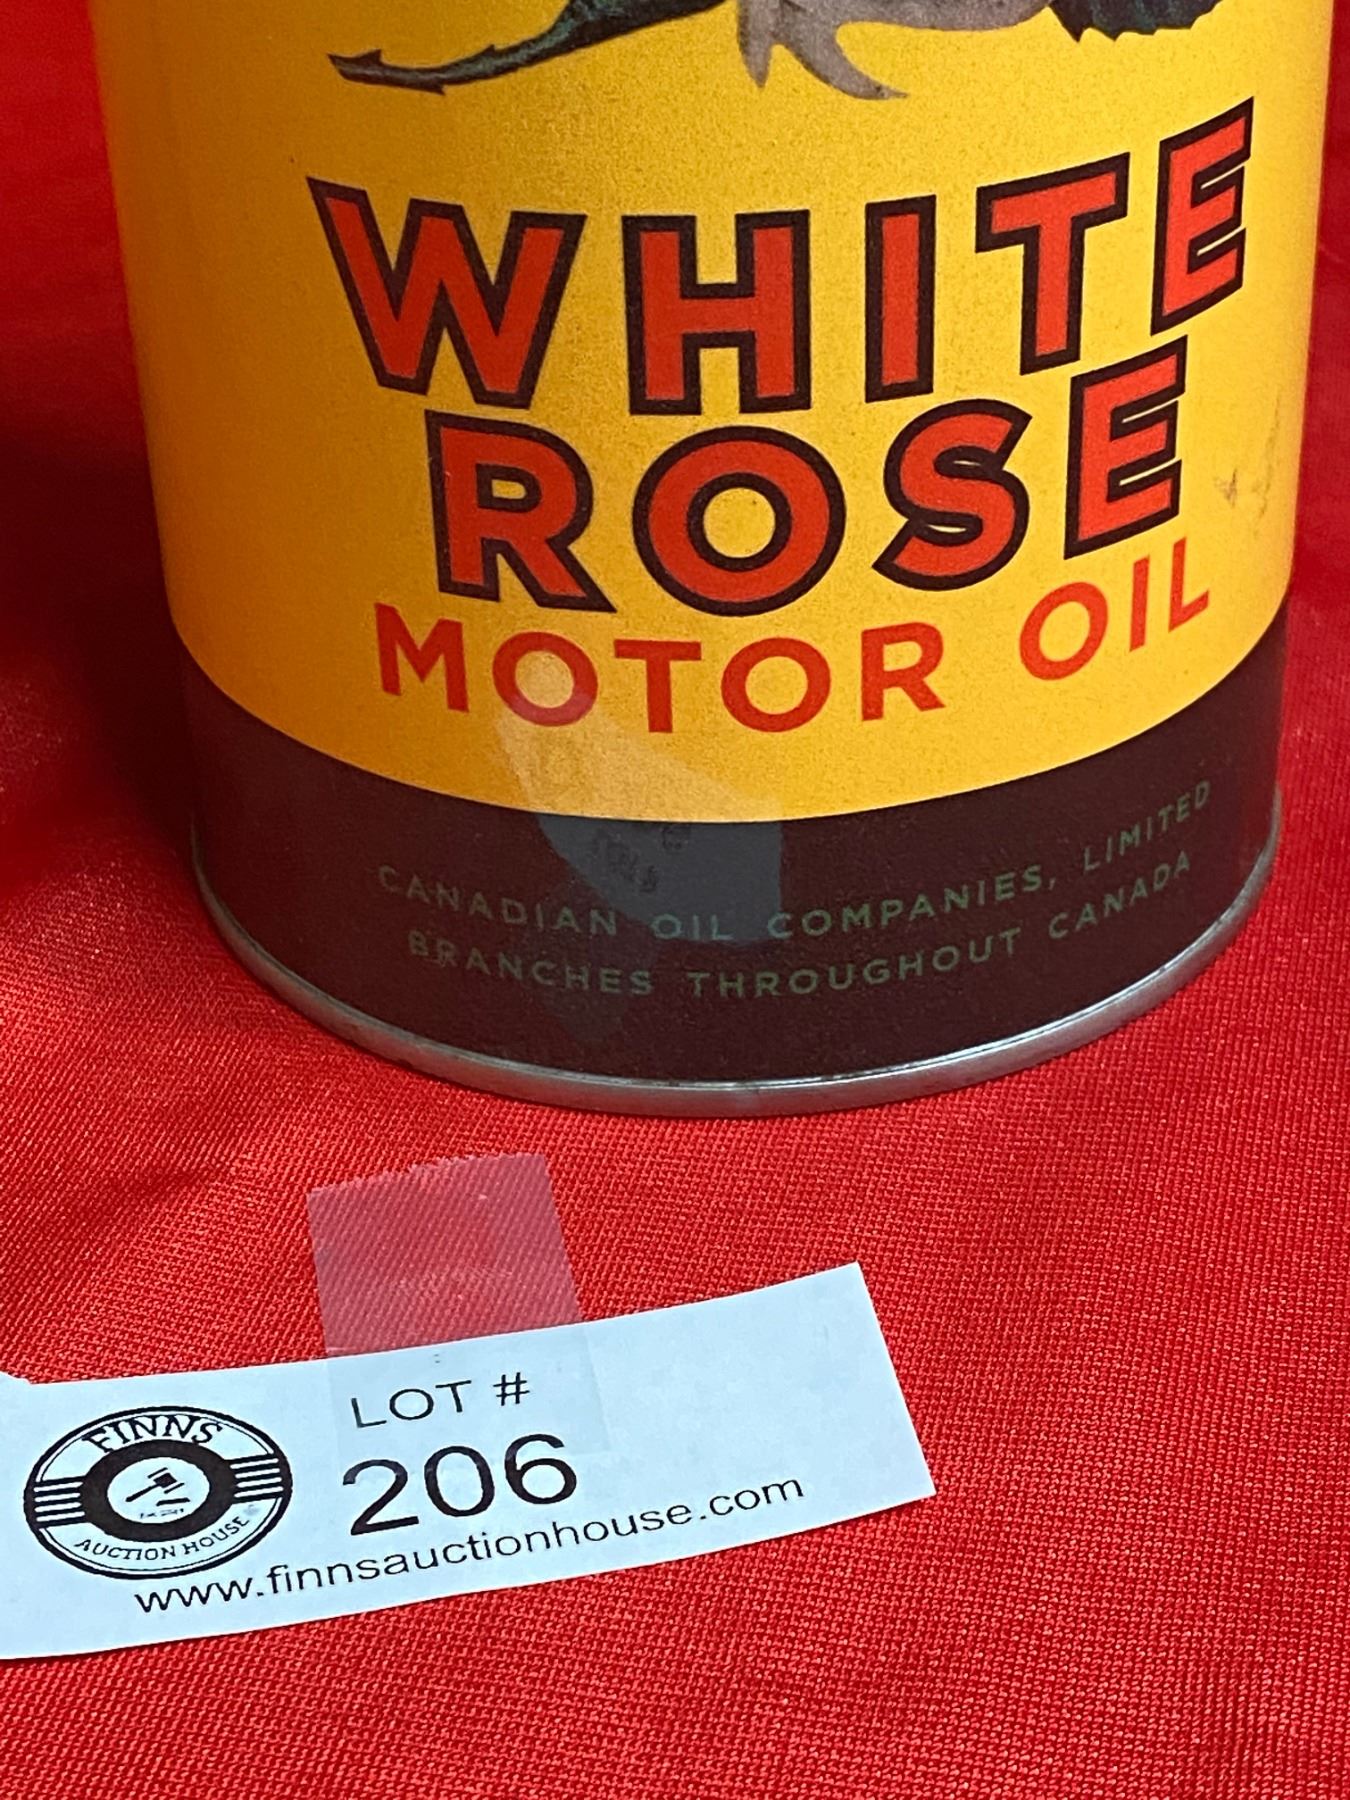 WHITE
ROSE
MOTOR OIL
CANADIAN OIL COMPANIES, LIMITED
BRANCHES THROUGHOUT CANADA
LOT #
206
FINNS
AUCTION HOUSE
www.finnsauctionhouse.com